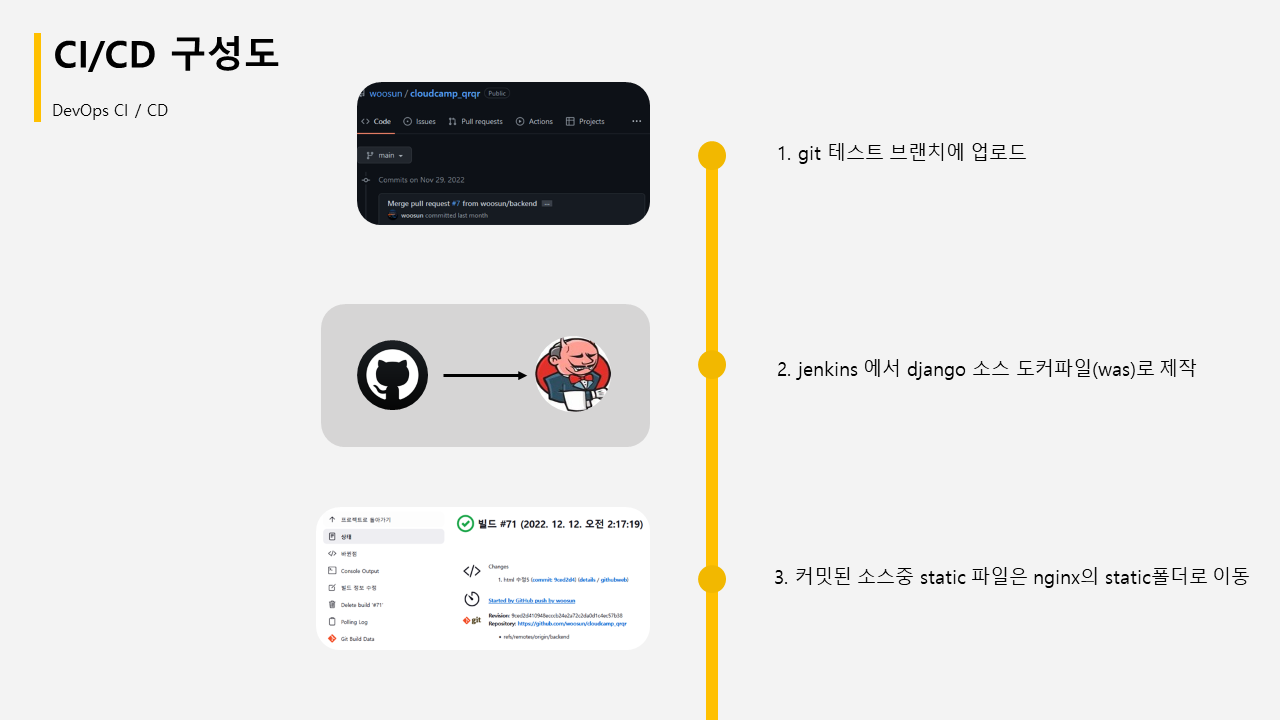 CI/CD 구성도
DevOps CI / CD
woosun / cloudcamp_qrqr Public
Code Issues Pull requests Actions Projects
main
Commits on Nov 29, 2022
Merge pull request #7 from woosun/backend
woosun committed last month
1. git 테스트 브랜치에 업로드
2. jenkins 에서 django 소스 도커파일(was)로 제작
프로젝트로 돌아가기
상태
바뀐점
Console Output
빌드 정보 수정
Delete build '#71'
Polling Log
Git Build Data
빌드 #71 (2022. 12. 12. 오전 2:17:19)
Changes
1. html 수정5 (commit: 9ced2d4) (details / githubweb)
Started by GitHub push by woosun
git
Revision: 9ced2d410948ecccb24e2a72c2da0d1c4ec57b38
Repository: https://github.com/woosun/cloudcamp_qrqr
• refs/remotes/origin/backend
3. 커밋된 소스중 static 파일은 nginx의 static폴더로 이동